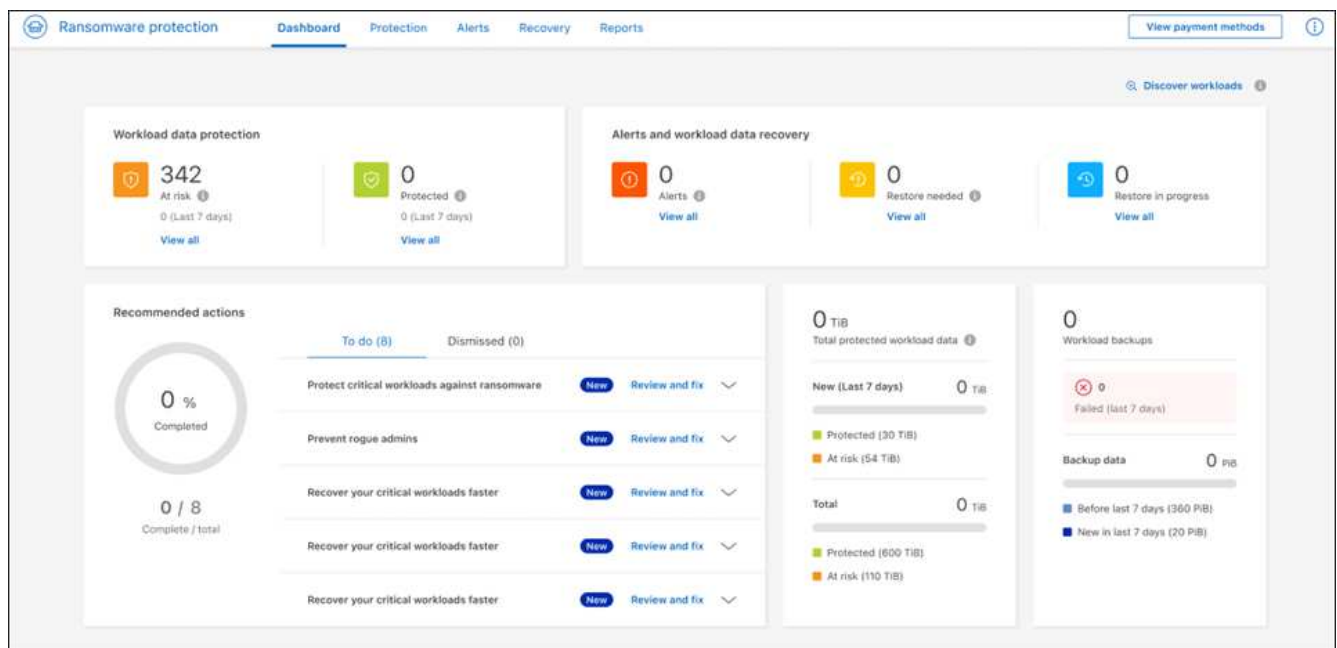 Ransomware protection
Dashboard
Protection
Alerts
Recovery
Reports
View payment methods
Discover workloads
Workload data protection
342
At risk
0 (Last 7 days)
View all
0
Protected
0 (Last 7 days)
View all
Alerts and workload data recovery
0
Alerts
View all
0
Restore needed
View all
0
Restore in progress
View all
Recommended actions
0 %
Completed
0 / 8
Complete / total
To do (8)
Dismissed (0)
Protect critical workloads against ransomware New Review and fix
Prevent rogue admins New Review and fix
Recover your critical workloads faster New Review and fix
Recover your critical workloads faster New Review and fix
Recover your critical workloads faster New Review and fix
0 TiB
Total protected workload data
New (Last 7 days) 0 TiB
Protected (30 TiB)
At risk (54 TiB)
Total 0 TiB
Protected (600 TiB)
At risk (110 TiB)
0
Workload backups
0
Failed (last 7 days)
Backup data 0 PiB
Before last 7 days (360 PiB)
New in last 7 days (20 PiB)